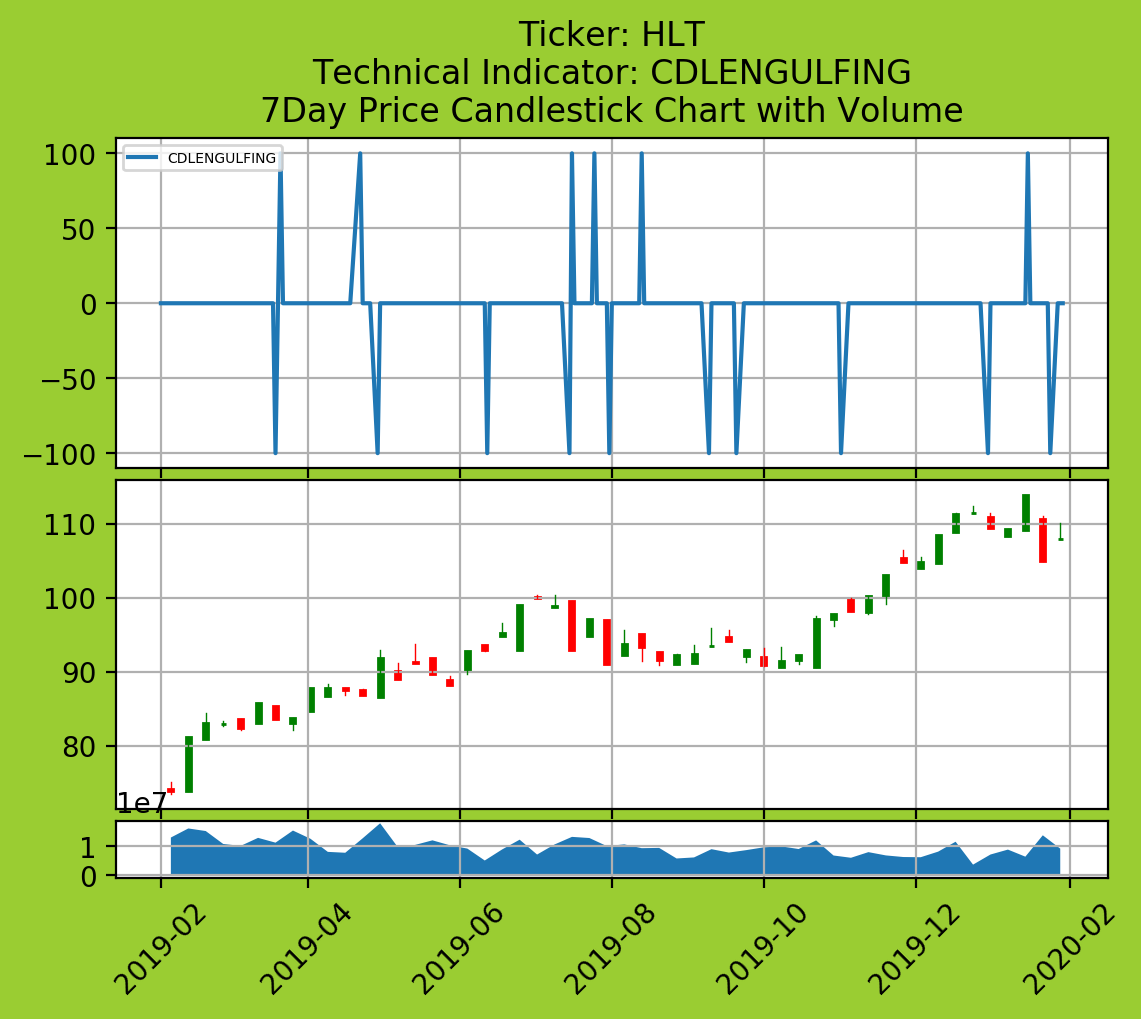 Ticker: HLT
Technical Indicator: CDLENGULFING
7Day Price Candlestick Chart with Volume
CDLENGULFING
100
50
0
−50
−100
110
100
90
80
1e7
1
0
2019-02 2019-04 2019-06 2019-08 2019-10 2019-12 2020-02